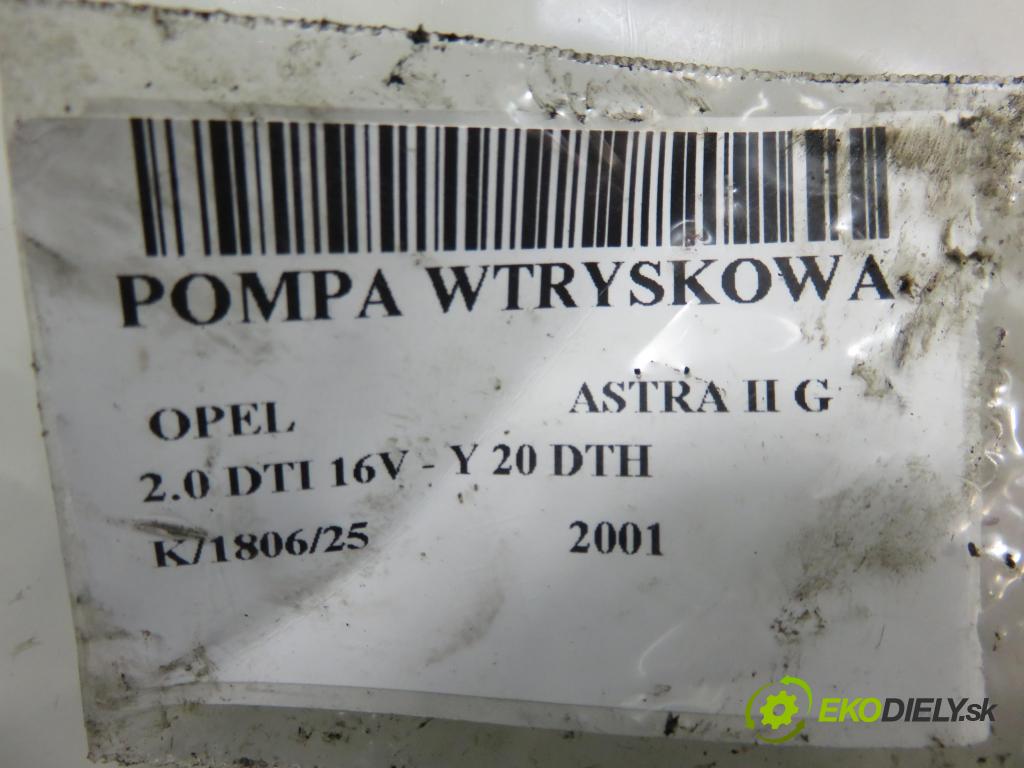 POMPA WTRYSKOWA
OPEL ASTRA II G
2.0 DTI 16V - Y 20 DTH
K/1806/25 2001
EKODIELY.sk